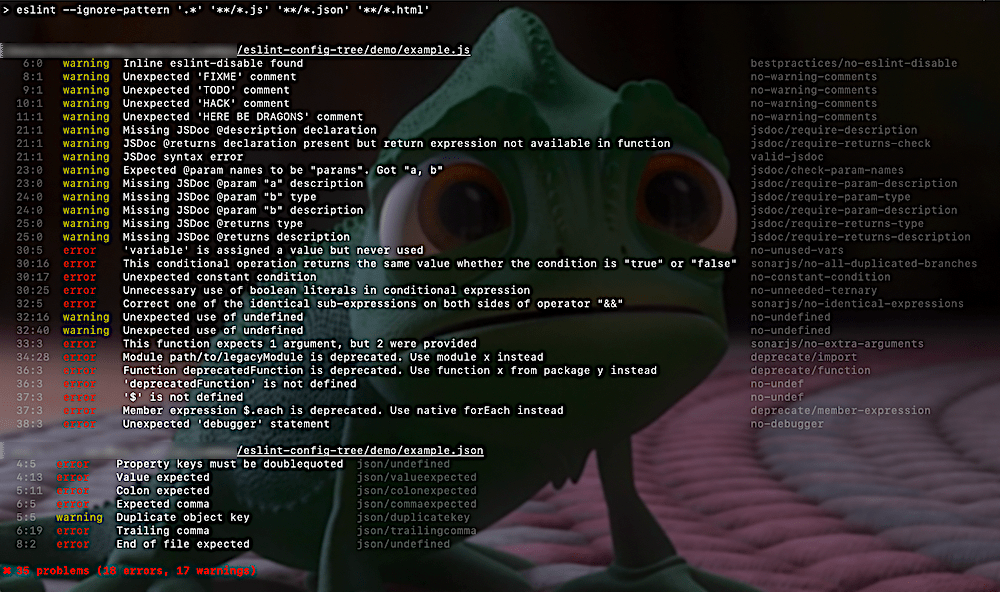 > eslint --ignore-pattern '.*' '**/*.js' '**/*.json' '**/*.html'
/eslint-config-tree/demo/example.js
6:0 warning Inline eslint-disable found bestpractices/no-eslint-disable
8:1 warning Unexpected 'FIXME' comment no-warning-comments
9:1 warning Unexpected 'TODO' comment no-warning-comments
10:1 warning Unexpected 'HACK' comment no-warning-comments
11:1 warning Unexpected 'HERE BE DRAGONS' comment no-warning-comments
21:1 warning Missing JSDoc @description declaration jsdoc/require-description
21:1 warning JSDoc @returns declaration present but return expression not available in function jsdoc/require-returns-check
21:1 warning JSDoc syntax error valid-jsdoc
23:0 warning Expected @param names to be "params". Got "a, b" jsdoc/check-param-names
23:0 warning Missing JSDoc @param "a" description jsdoc/require-param-description
24:0 warning Missing JSDoc @param "b" type jsdoc/require-param-type
24:0 warning Missing JSDoc @param "b" description jsdoc/require-param-description
25:0 warning Missing JSDoc @returns type jsdoc/require-returns-type
25:0 warning Missing JSDoc @returns description jsdoc/require-returns-description
30:5 error 'variable' is assigned a value but never used no-unused-vars
30:16 error This conditional operation returns the same value whether the condition is "true" or "false" sonarjs/no-all-duplicated-branches
30:17 error Unexpected constant condition no-constant-condition
30:25 error Unnecessary use of boolean literals in conditional expression no-unneeded-ternary
32:5 error Correct one of the identical sub-expressions on both sides of operator "&&" sonarjs/no-identical-expressions
32:16 warning Unexpected use of undefined no-undefined
32:40 warning Unexpected use of undefined no-undefined
33:3 error This function expects 1 argument, but 2 were provided sonarjs/no-extra-arguments
34:28 error Module path/to/legacyModule is deprecated. Use module x instead deprecate/import
36:3 error Function deprecatedFunction is deprecated. Use function x from package y instead deprecate/function
36:3 error 'deprecatedFunction' is not defined no-undef
37:3 error '$' is not defined no-undef
37:3 error Member expression $.each is deprecated. Use native forEach instead deprecate/member-expression
38:3 error Unexpected 'debugger' statement no-debugger
/eslint-config-tree/demo/example.json
4:5 error Property keys must be doublequoted json/undefined
4:13 error Value expected json/valueexpected
5:11 error Colon expected json/colonexpected
6:5 error Expected comma json/commaexpected
5:5 warning Duplicate object key json/duplicatekey
6:19 error Trailing comma json/trailingcomma
8:2 error End of file expected json/undefined
✖ 35 problems (18 errors, 17 warnings)